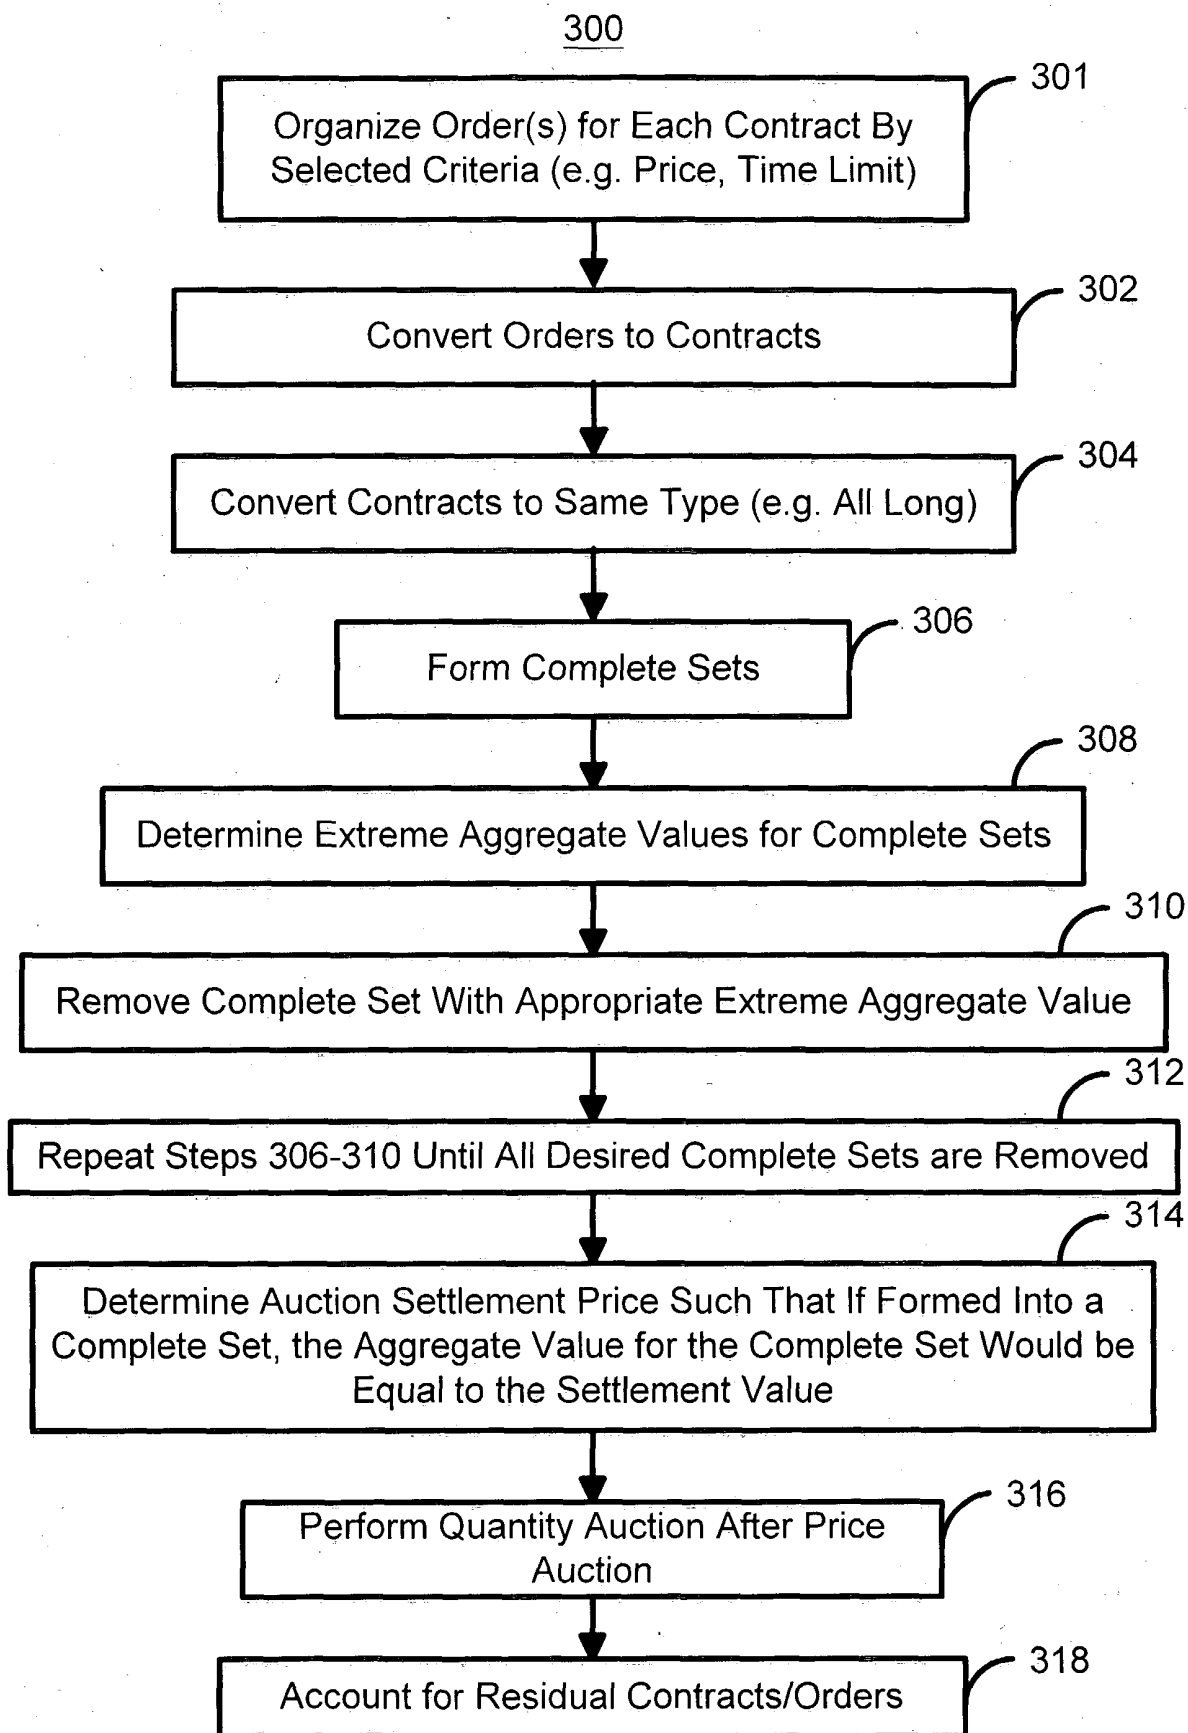 300
301
Organize Order(s) for Each Contract By
Selected Criteria (e.g. Price, Time Limit)
302
Convert Orders to Contracts
304
Convert Contracts to Same Type (e.g. All Long)
306
Form Complete Sets
308
Determine Extreme Aggregate Values for Complete Sets
310
Remove Complete Set With Appropriate Extreme Aggregate Value
312
Repeat Steps 306-310 Until All Desired Complete Sets are Removed
314
Determine Auction Settlement Price Such That If Formed Into a
Complete Set, the Aggregate Value for the Complete Set Would be
Equal to the Settlement Value
316
Perform Quantity Auction After Price
Auction
318
Account for Residual Contracts/Orders